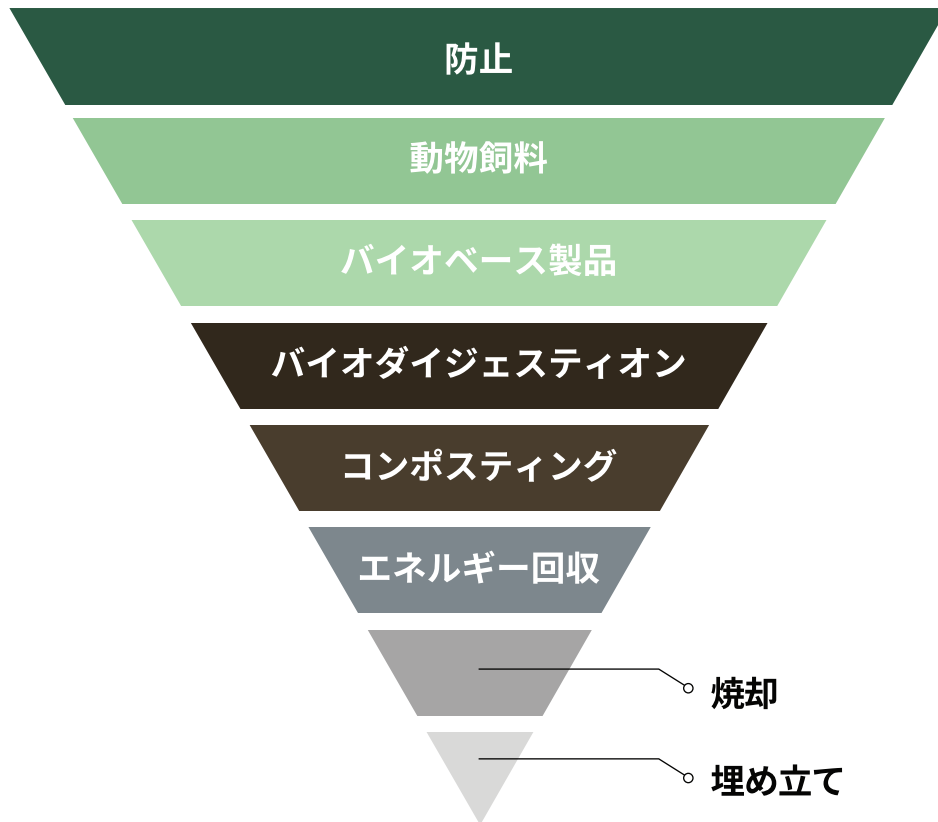 防止
動物飼料
バイオベース製品
バイオダイジェスティオン
コンポスティング
エネルギー回収
焼却
埋め立て